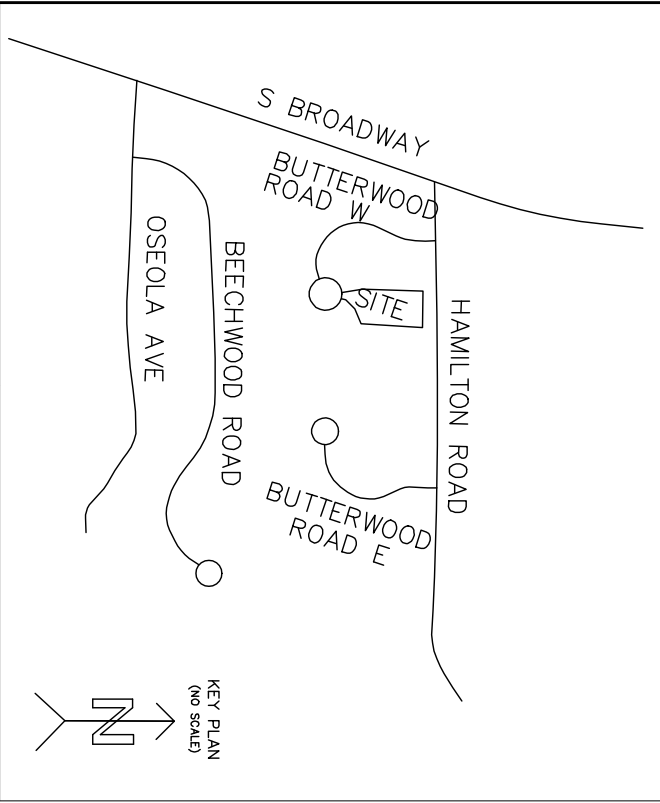 S BROADWAY
BUTTERWOOD
ROAD W
SITE
HAMILTON ROAD
OSEOLA AVE
BEECHWOOD ROAD
BUTTERWOOD
ROAD E
KEY PLAN
(NO SCALE)
N